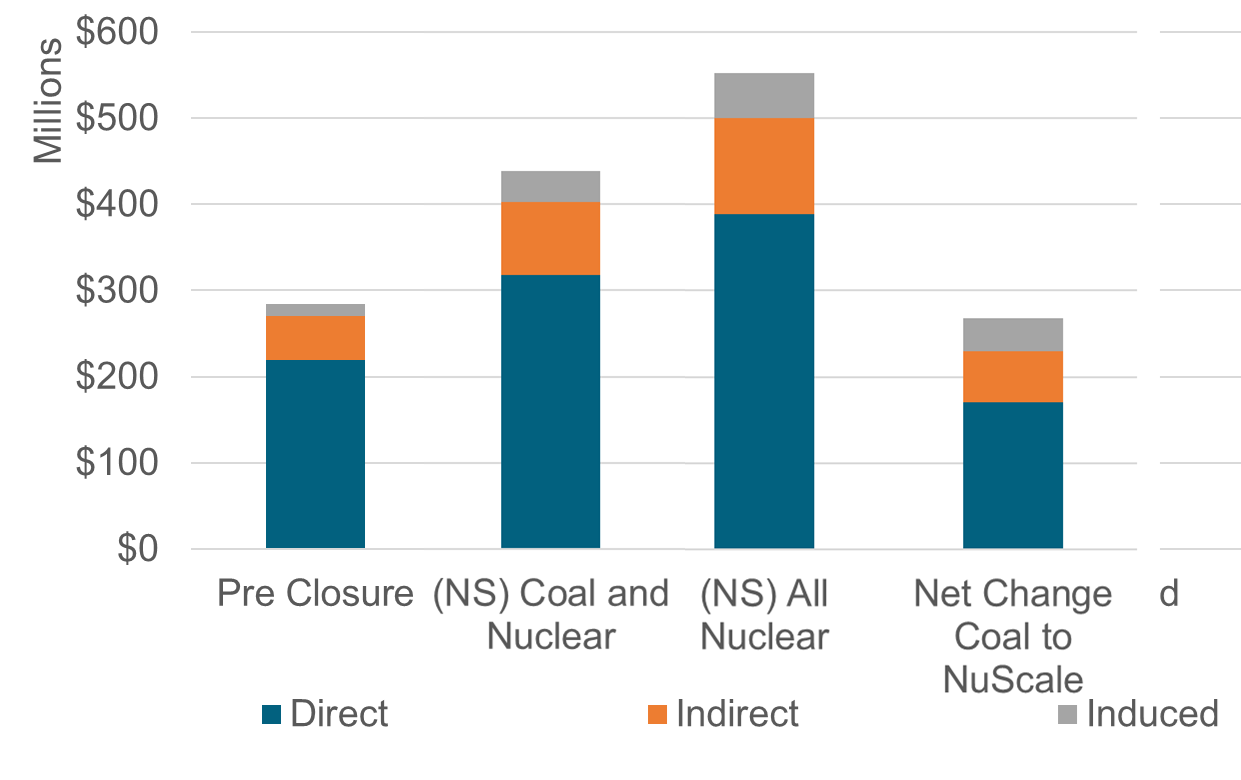 Millions
$600
$500
$400
$300
$200
$100
$0
Pre Closure
(NS) Coal and
Nuclear
(NS) All
Nuclear
Net Change
Coal to
NuScale
d
Direct
Indirect
Induced